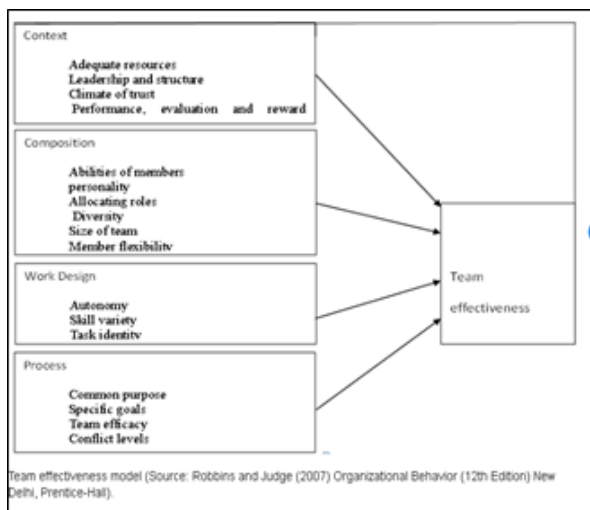 Context
Adequate resources
Leadership and structure
Climate of trust
Performance, evaluation and reward
Composition
Abilities of members
personality
Allocating roles
Diversity
Size of team
Member flexibility
Work Design
Autonomy
Skill variety
Task identity
Process
Common purpose
Specific goals
Team efficacy
Conflict levels
Team
effectiveness
Team effectiveness model (Source: Robbins and Judge (2007) Organizational Behavior (12th Edition) New
Delhi, Prentice-Hall).